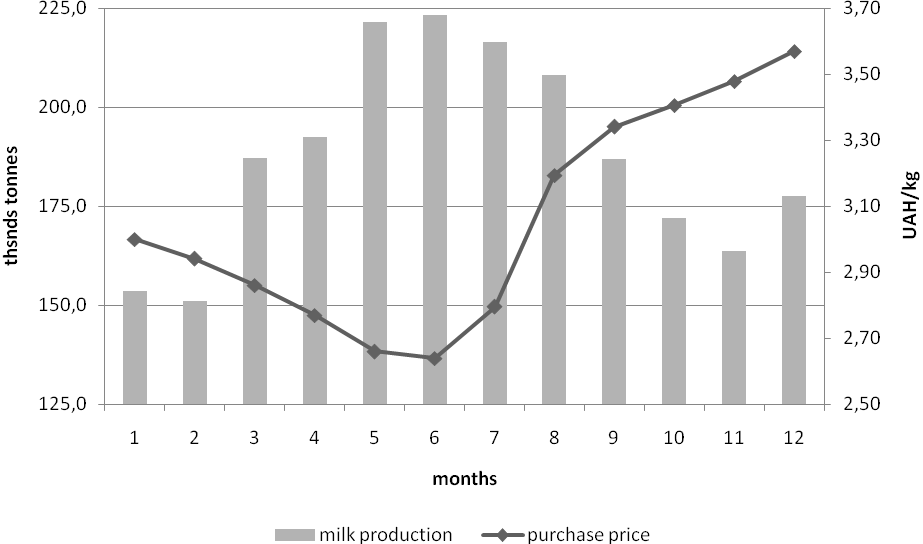 225,0
200,0
175,0
150,0
125,0
thsnds tonnes
3,70
3,50
3,30
3,10
2,90
2,70
2,50
UAH/kg
1 2 3 4 5 6 7 8 9 10 11 12
months
milk production purchase price